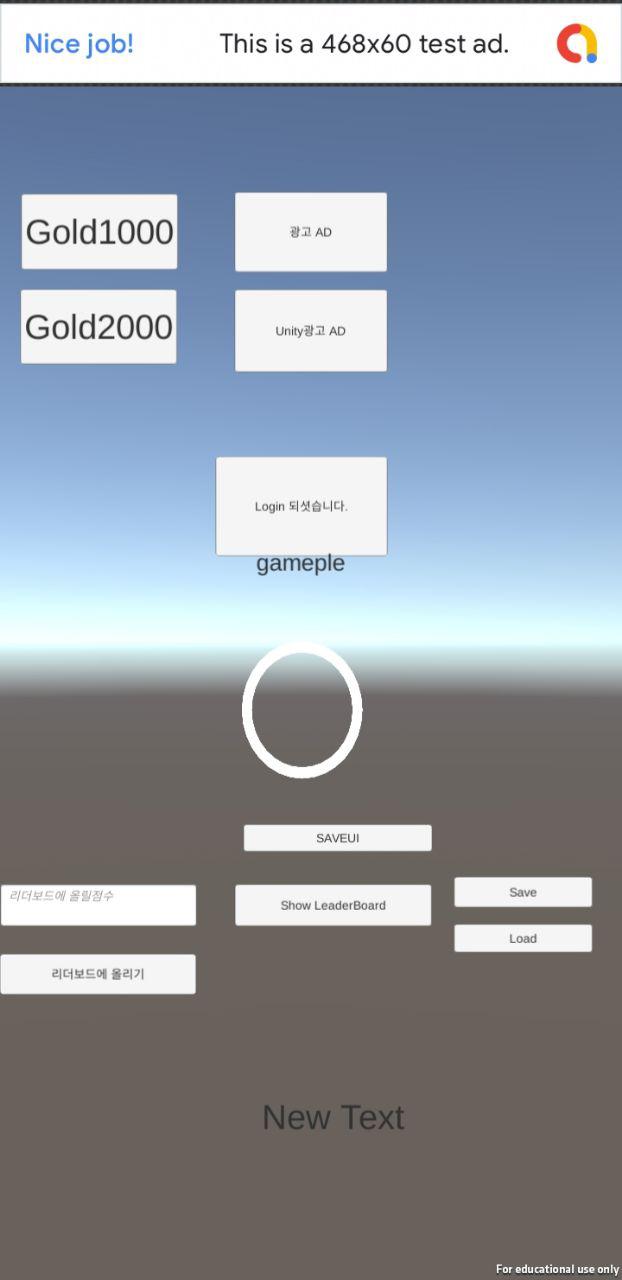 Nice job!
This is a 468x60 test ad.
Gold1000
광고 AD
Gold2000
Unity광고 AD
Login 되셧습니다.
gameple
SAVEUI
리더보드에 올릴점수
Show LeaderBoard
Save
Load
리더보드에 올리기
New Text
For educational use only